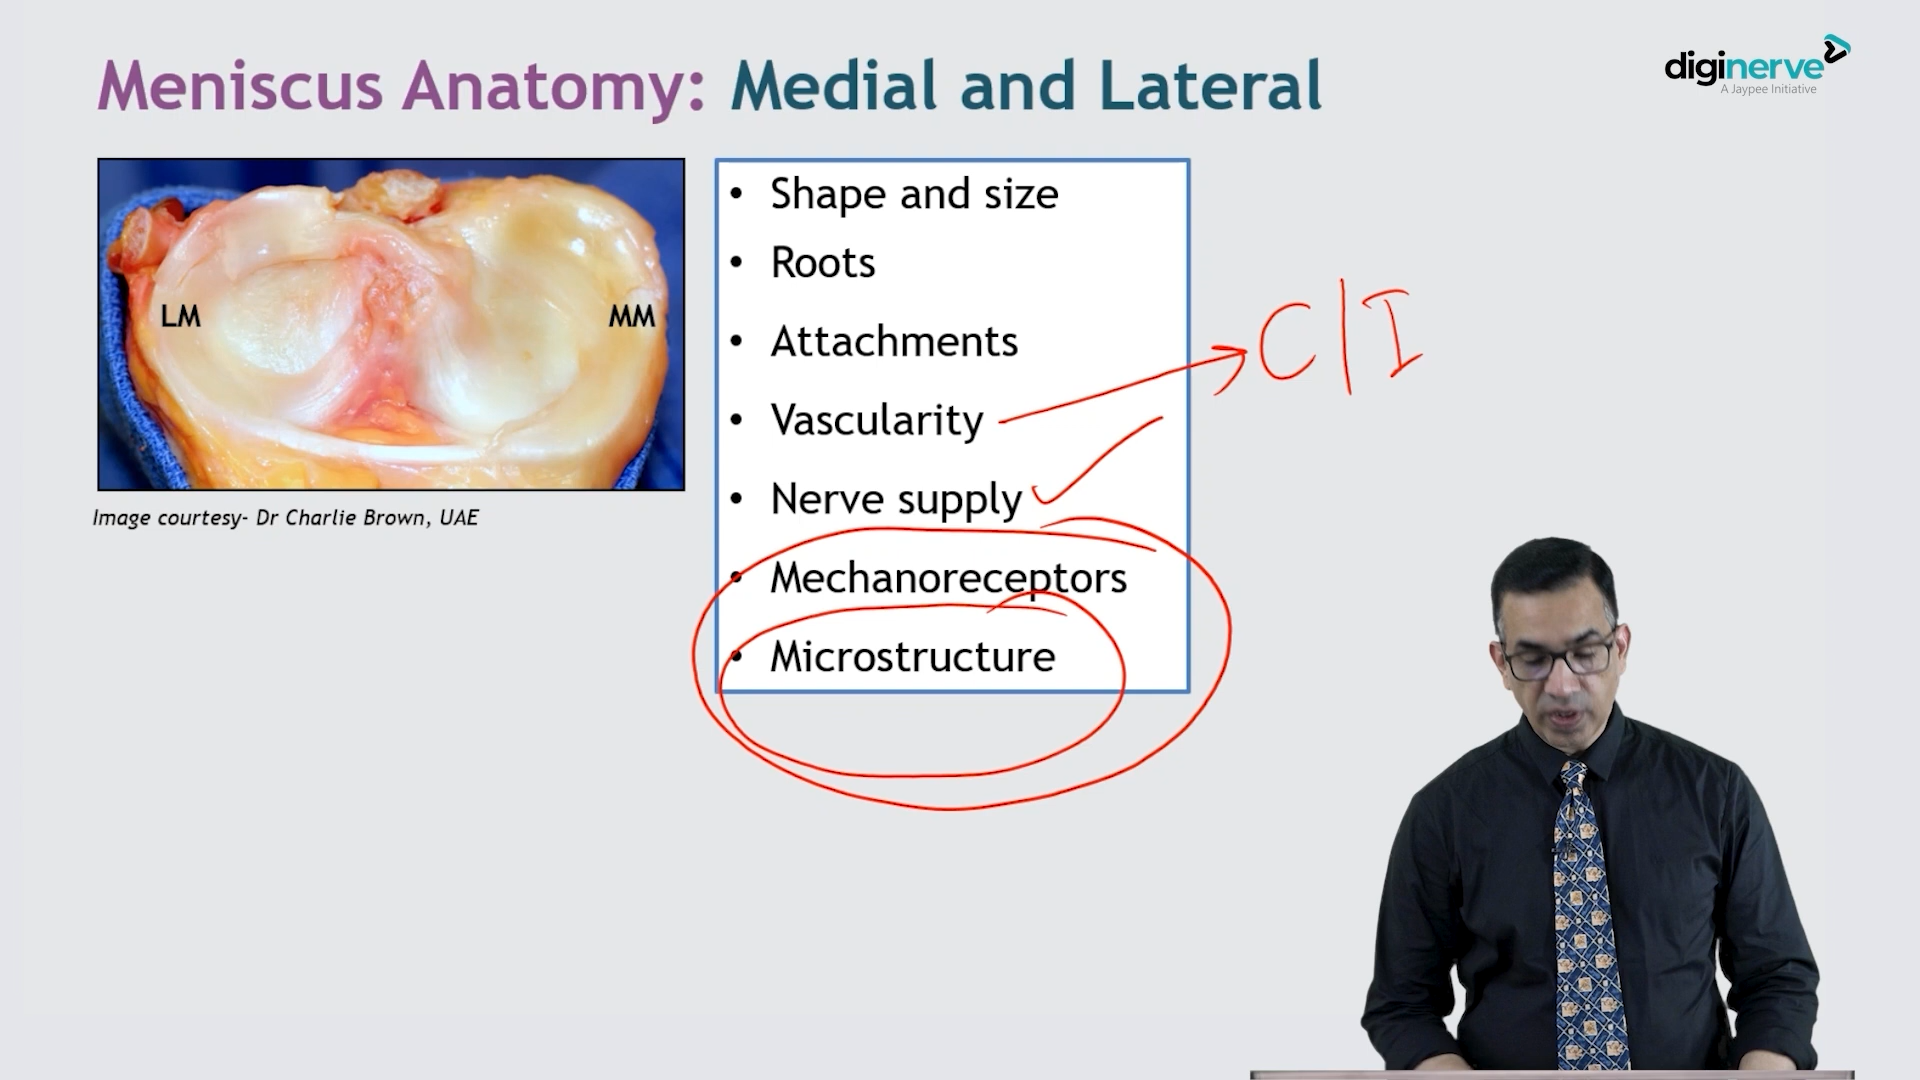 Meniscus Anatomy: Medial and Lateral
diginerve
A Jaypee Initiative
LM
MM
Image courtesy- Dr Charlie Brown, UAE
• Shape and size
• Roots
• Attachments
• Vascularity
• Nerve supply
• Mechanoreceptors
• Microstructure
C/I